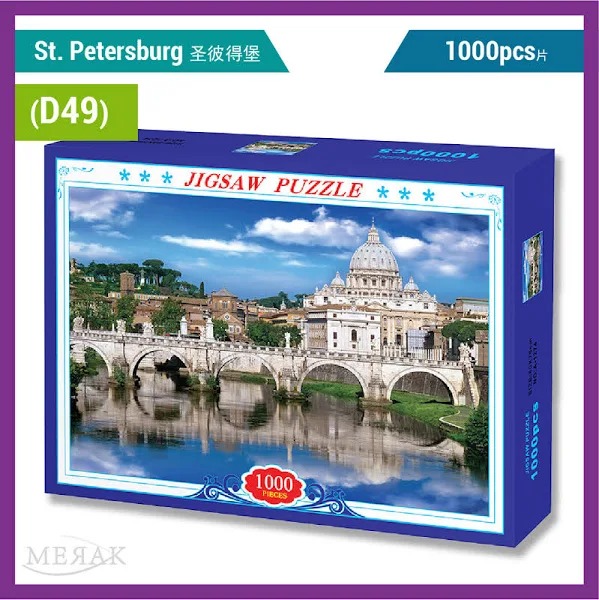 St. Petersburg 圣彼得堡
1000pcs片
(D49)
1000pcs
JIGSAW PUZZLE
JIGSAW PUZZLE
1000pcs
1000
PIECES
MERAK